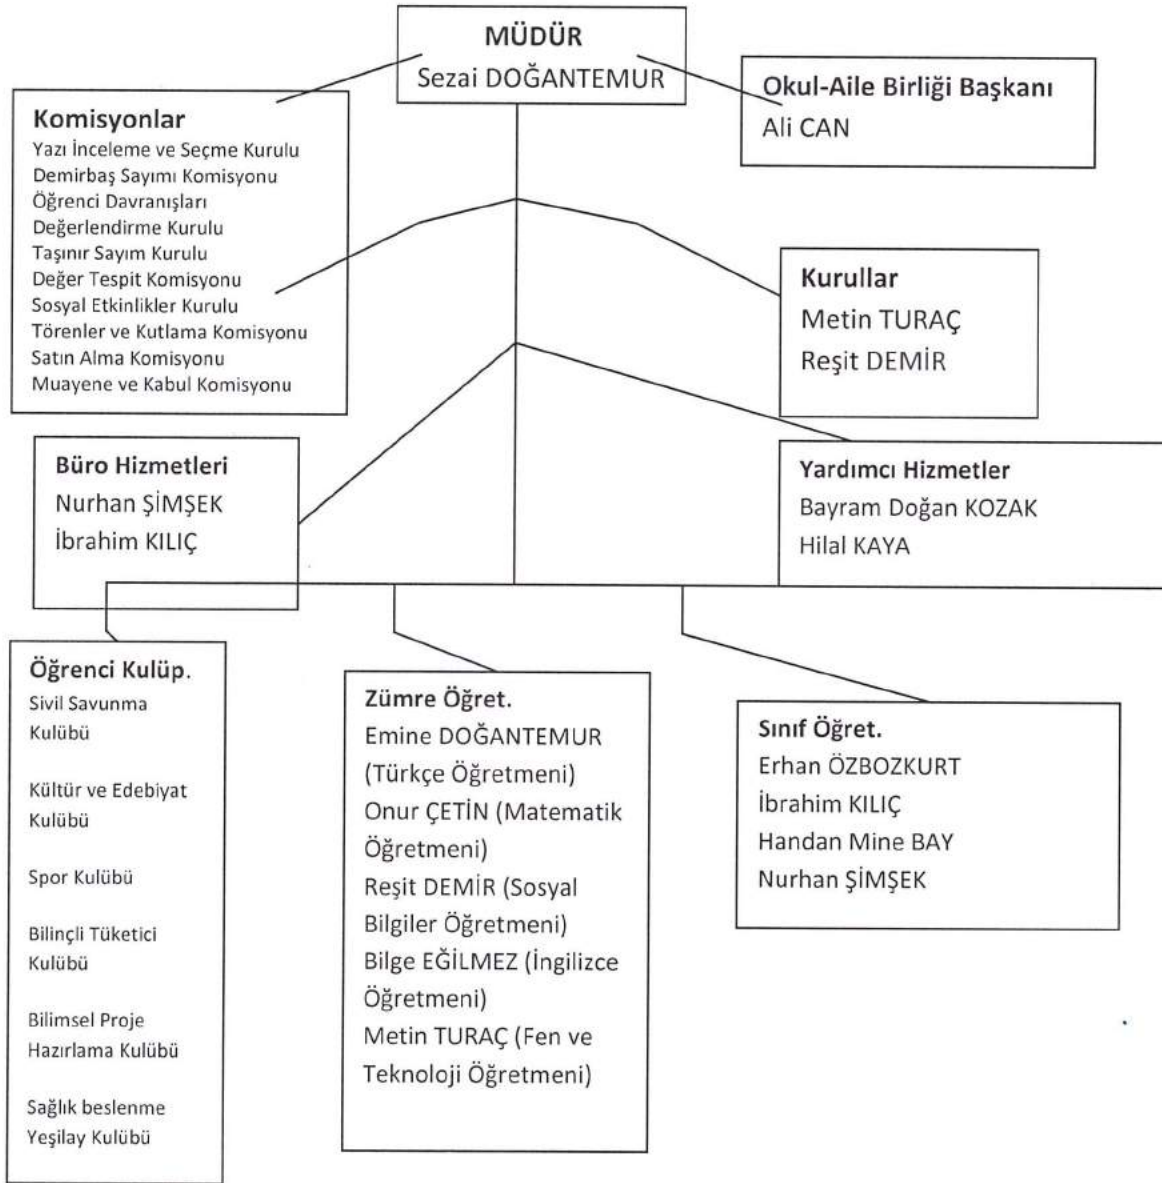 MÜDÜR
Sezai DOĞANTEMUR
Okul-Aile Birliği Başkanı
Ali CAN
Komisyonlar
Yazı İnceleme ve Seçme Kurulu
Demirbaş Sayımı Komisyonu
Öğrenci Davranışları
Değerlendirme Kurulu
Taşınır Sayım Kurulu
Değer Tespit Komisyonu
Sosyal Etkinlikler Kurulu
Törenler ve Kutlama Komisyonu
Satın Alma Komisyonu
Muayene ve Kabul Komisyonu
Kurullar
Metin TURAÇ
Reşit DEMİR
Büro Hizmetleri
Nurhan ŞİMŞEK
İbrahim KILIÇ
Yardımcı Hizmetler
Bayram Doğan KOZAK
Hilal KAYA
Öğrenci Kulüp.
Sivil Savunma
Kulübü
Kültür ve Edebiyat
Kulübü
Spor Kulübü
Bilinçli Tüketici
Kulübü
Bilimsel Proje
Hazırlama Kulübü
Sağlık beslenme
Yeşilay Kulübü
Zümre Öğret.
Emine DOĞANTEMUR
(Türkçe Öğretmeni)
Onur ÇETİN (Matematik
Öğretmeni)
Reşit DEMİR (Sosyal
Bilgiler Öğretmeni)
Bilge EĞİLMEZ (İngilizce
Öğretmeni)
Metin TURAÇ (Fen ve
Teknoloji Öğretmeni)
Sınıf Öğret.
Erhan ÖZBOZKURT
İbrahim KILIÇ
Handan Mine BAY
Nurhan ŞİMŞEK